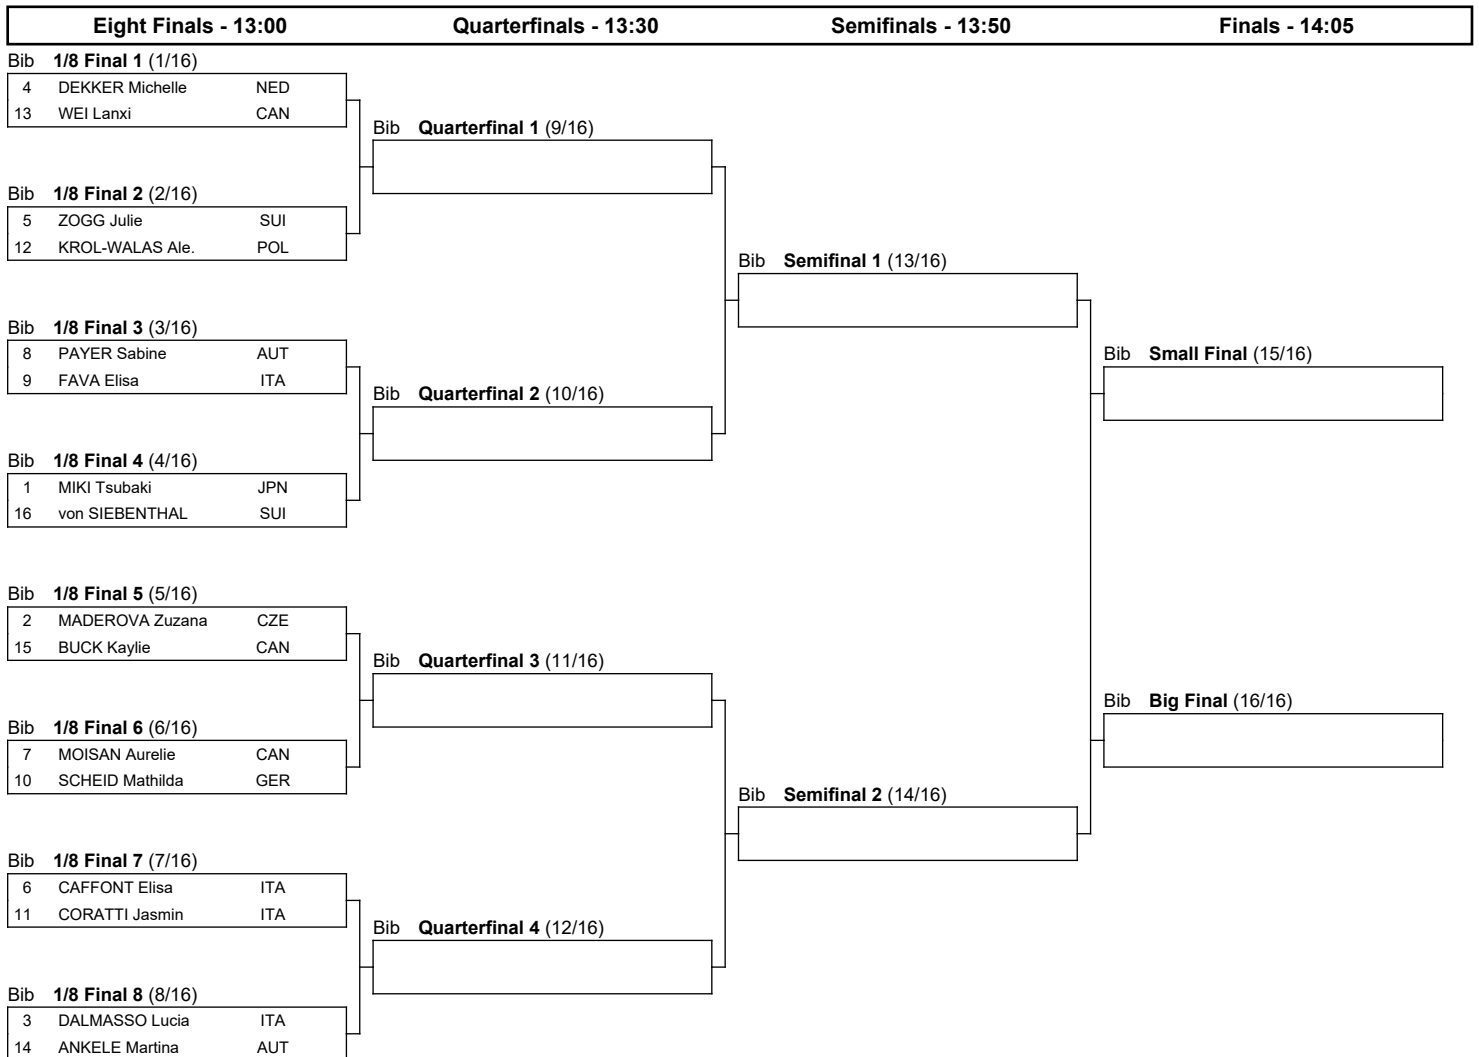 Eight Finals - 13:00 Quarterfinals - 13:30 Semifinals - 13:50 Finals - 14:05
Bib 1/8 Final 1 (1/16)
4 DEKKER Michelle NED
13 WEI Lanxi CAN
Bib Quarterfinal 1 (9/16)
Bib 1/8 Final 2 (2/16)
5 ZOGG Julie SUI
12 KROL-WALAS Ale. POL
Bib Semifinal 1 (13/16)
Bib 1/8 Final 3 (3/16)
8 PAYER Sabine AUT
Bib Small Final (15/16)
9 FAVA Elisa ITA
Bib Quarterfinal 2 (10/16)
Bib 1/8 Final 4 (4/16)
1 MIKI Tsubaki JPN
16 von SIEBENTHAL SUI
Bib 1/8 Final 5 (5/16)
2 MADEROVA Zuzana CZE
15 BUCK Kaylie CAN
Bib Quarterfinal 3 (11/16)
Bib Big Final (16/16)
Bib 1/8 Final 6 (6/16)
7 MOISAN Aurelie CAN
10 SCHEID Mathilda GER
Bib Semifinal 2 (14/16)
Bib 1/8 Final 7 (7/16)
6 CAFFONT Elisa ITA
11 CORATTI Jasmin ITA
Bib Quarterfinal 4 (12/16)
Bib 1/8 Final 8 (8/16)
3 DALMASSO Lucia ITA
14 ANKELE Martina AUT